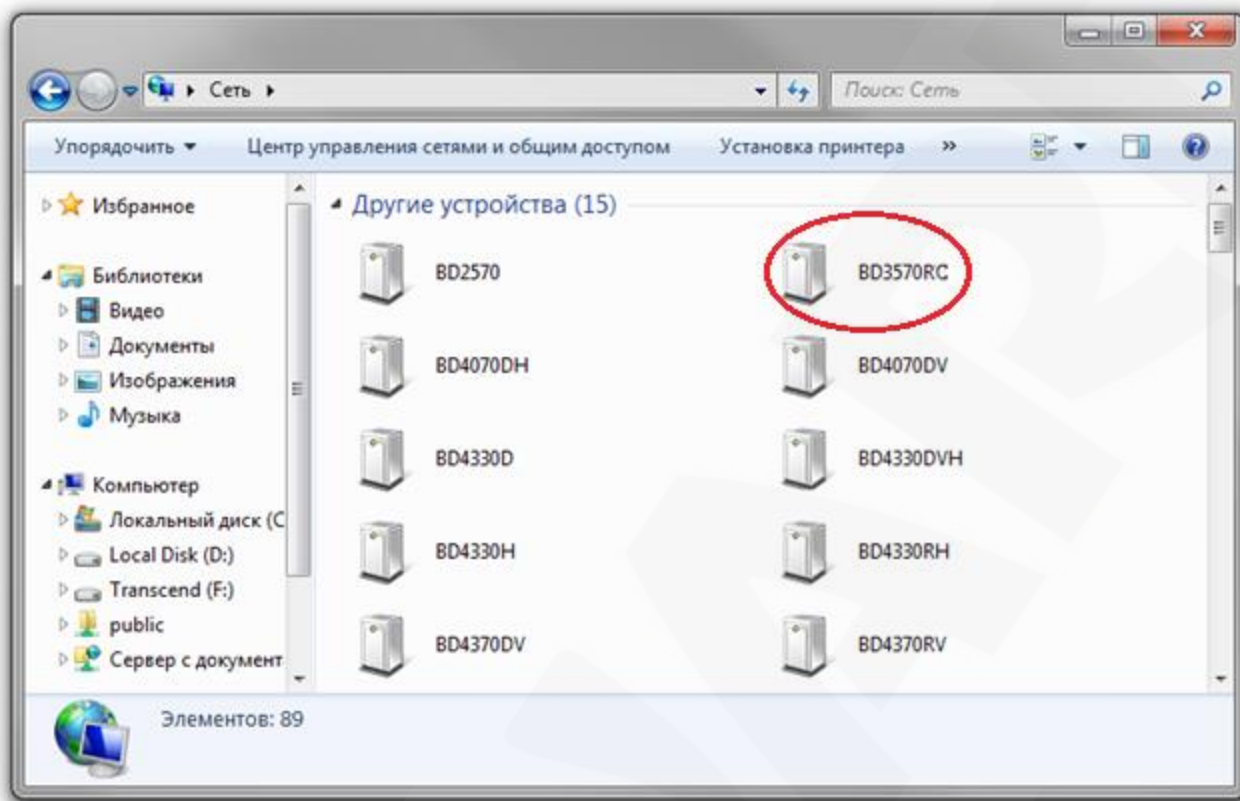 Сеть
Поиск: Сеть
Упорядочить Центр управления сетями и общим доступом Установка принтера »
Избранное
Библиотеки
Видео
Документы
Изображения
Музыка
Компьютер
Локальный диск (C
Local Disk (D:)
Transcend (F:)
public
Сервер с документ
Другие устройства (15)
BD2570 BD3570RC
BD4070DH BD4070DV
BD4330D BD4330DVH
BD4330H BD4330RH
BD4370DV BD4370RV
Элементов: 89